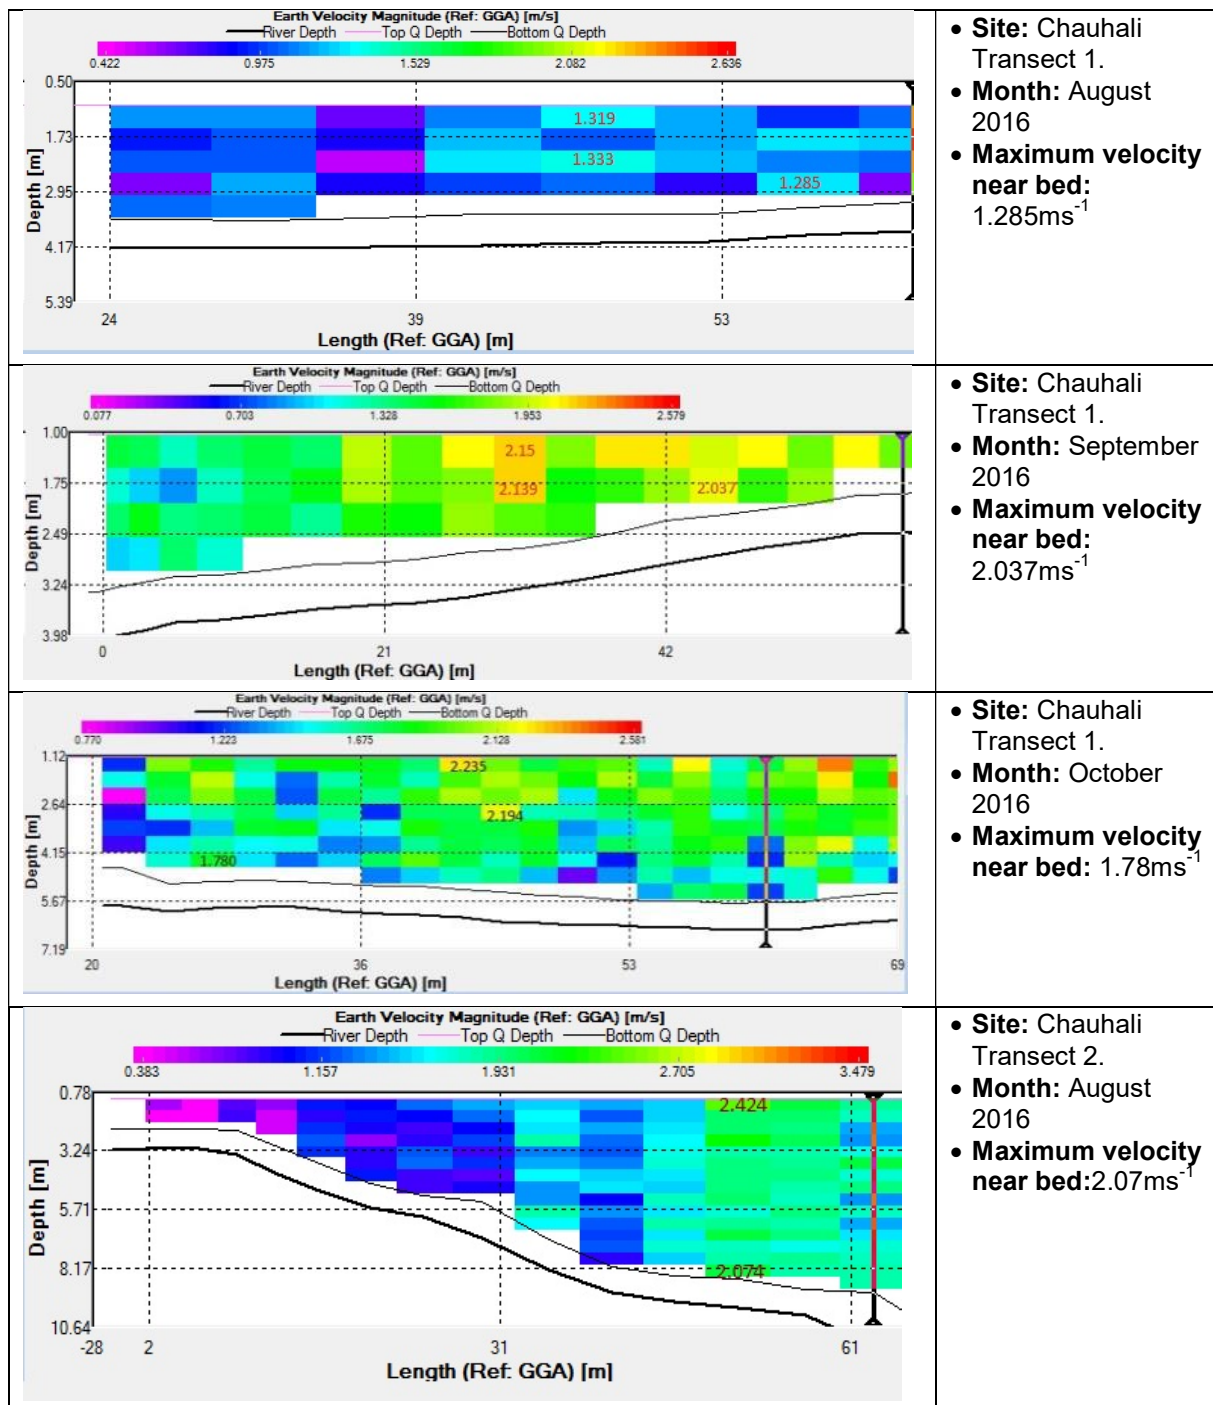 Earth Velocity Magnitude (Ref: GGA) [m/s]
River Depth Top Q Depth Bottom Q Depth
0.422 0.975 1.529 2.082 2.636
0.50
1.319
1.73
1.333
1.285
2.95
4.17
5.39
Depth [m]
24 39 53
Length (Ref: GGA) [m]
• Site: Chauhali
Transect 1.
• Month: August
2016
• Maximum velocity
near bed:
1.285ms-1
Earth Velocity Magnitude (Ref: GGA) [m/s]
River Depth Top Q Depth Bottom Q Depth
0.077 0.703 1.328 1.953 2.579
1.00
2.15
1.75
2.139 2.037
2.49
3.24
3.98
Depth [m]
0 21 42
Length (Ref: GGA) [m]
• Site: Chauhali
Transect 1.
• Month: September
2016
• Maximum velocity
near bed:
2.037ms-1
Earth Velocity Magnitude (Ref: GGA) [m/s]
River Depth Top Q Depth Bottom Q Depth
0.770 1.223 1.675 2.128 2.581
1.12
2.235
2.64
2.194
4.15
1.780
5.67
7.19
Depth [m]
20 36 53 69
Length (Ref: GGA) [m]
• Site: Chauhali
Transect 1.
• Month: October
2016
• Maximum velocity
near bed: 1.78ms-1
Earth Velocity Magnitude (Ref: GGA) [m/s]
River Depth Top Q Depth Bottom Q Depth
0.383 1.157 1.931 2.705 3.479
0.78
2.424
3.24
5.71
8.17
2.074
10.64
Depth [m]
-28 2 31 61
Length (Ref: GGA) [m]
• Site: Chauhali
Transect 2.
• Month: August
2016
• Maximum velocity
near bed:2.07ms-1